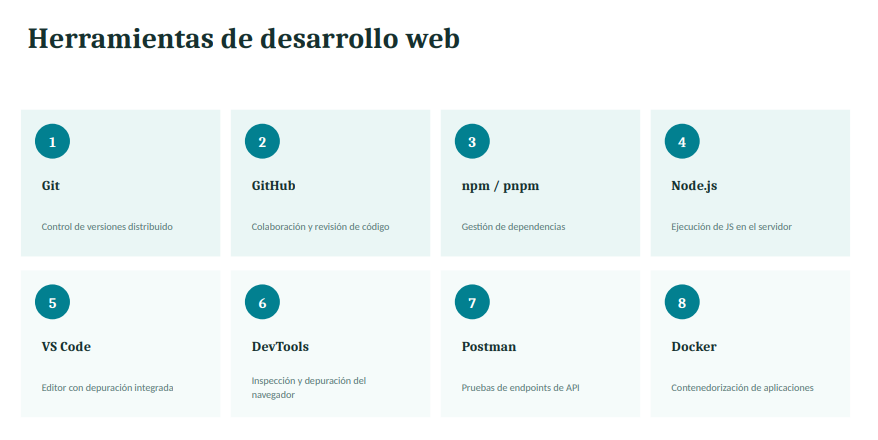 Herramientas de desarrollo web
1
Git
Control de versiones distribuido
2
GitHub
Colaboración y revisión de código
3
npm / pnpm
Gestión de dependencias
4
Node.js
Ejecución de JS en el servidor
5
VS Code
Editor con depuración integrada
6
DevTools
Inspección y depuración del
navegador
7
Postman
Pruebas de endpoints de API
8
Docker
Contenedorización de aplicaciones